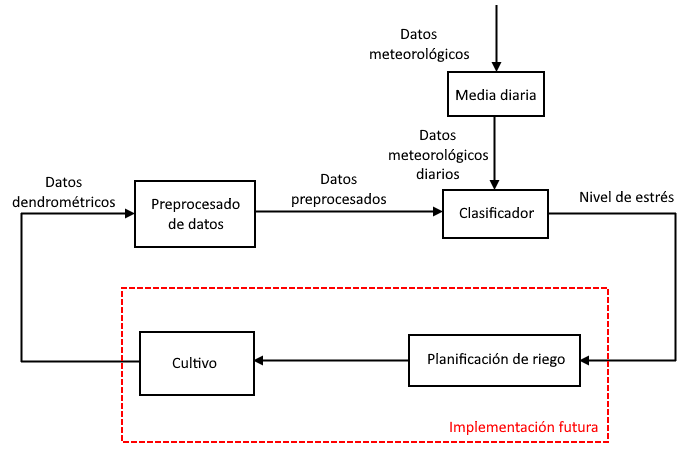 Datos
meteorológicos
Media diaria
Datos
meteorológicos
diarios
Datos
dendrométricos
Preprocesado
de datos
Datos
preprocesados
Clasificador
Nivel de estrés
Cultivo
Planificación de riego
Implementación futura